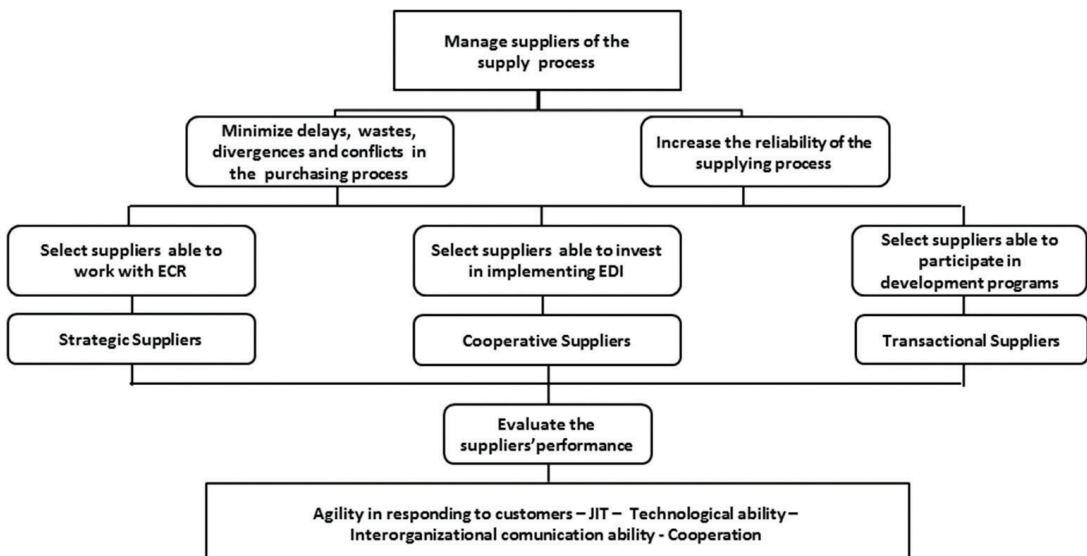 Manage suppliers of the
supply process
Minimize delays, wastes,
divergences and conflicts in
the purchasing process
Increase the reliability of the
supplying process
Select suppliers able to
work with ECR
Select suppliers able to invest
in implementing EDI
Select suppliers able to
participate in
development programs
Strategic Suppliers
Cooperative Suppliers
Transactional Suppliers
Evaluate the
suppliers'performance
Agility in responding to customers – JIT – Technological ability –
Interorganizational comunication ability - Cooperation